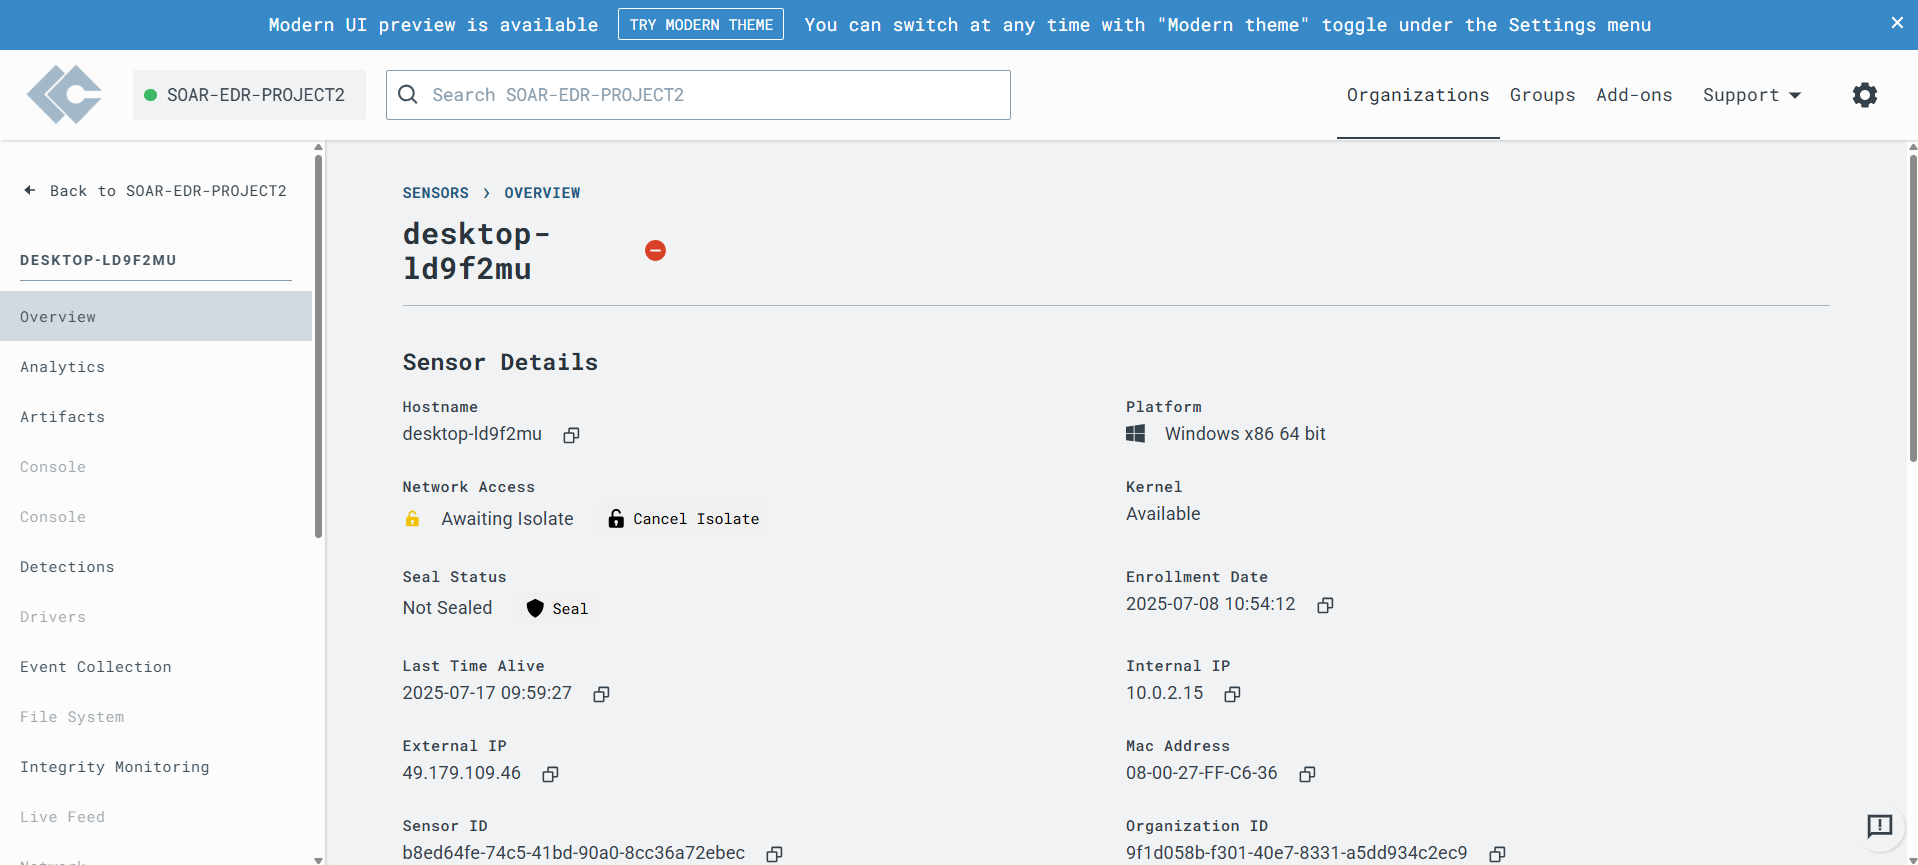 Modern UI preview is available TRY MODERN THEME You can switch at any time with "Modern theme" toggle under the Settings menu
SOAR-EDR-PROJECT2
Search SOAR-EDR-PROJECT2
Organizations Groups Add-ons Support
Back to SOAR-EDR-PROJECT2
DESKTOP-LD9F2MU
Overview
Analytics
Artifacts
Console
Console
Detections
Drivers
Event Collection
File System
Integrity Monitoring
Live Feed
SENSORS > OVERVIEW
desktop-
ld9f2mu
Sensor Details
Hostname
desktop-ld9f2mu
Platform
Windows x86 64 bit
Network Access
Awaiting Isolate Cancel Isolate
Kernel
Available
Seal Status
Not Sealed Seal
Enrollment Date
2025-07-08 10:54:12
Last Time Alive
2025-07-17 09:59:27
Internal IP
10.0.2.15
External IP
49.179.109.46
Mac Address
08-00-27-FF-C6-36
Sensor ID
b8ed64fe-74c5-41bd-90a0-8cc36a72ebec
Organization ID
9f1d058b-f301-40e7-8331-a5dd934c2ec9